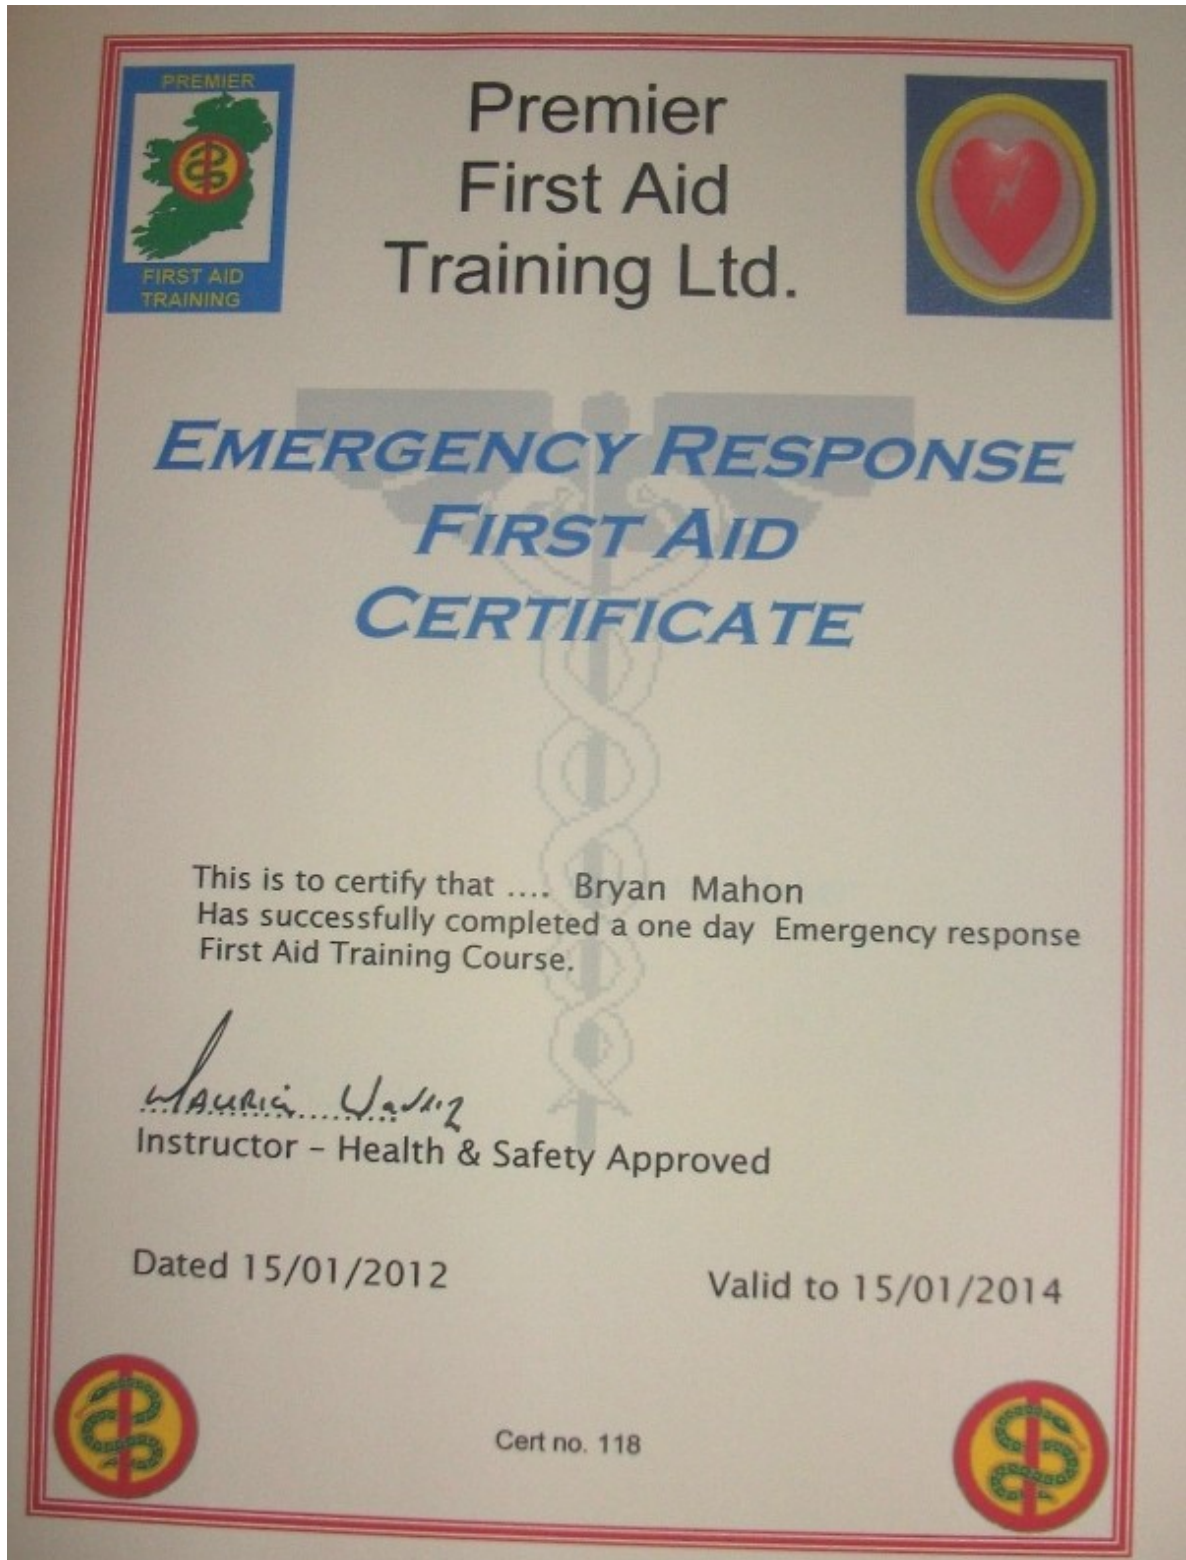 PREMIER
FIRST AID
TRAINING
Premier
First Aid
Training Ltd.
EMERGENCY RESPONSE
FIRST AID
CERTIFICATE
This is to certify that .... Bryan Mahon
Has successfully completed a one day Emergency response
First Aid Training Course.
Instructor – Health & Safety Approved
Dated 15/01/2012
Valid to 15/01/2014
Cert no. 118